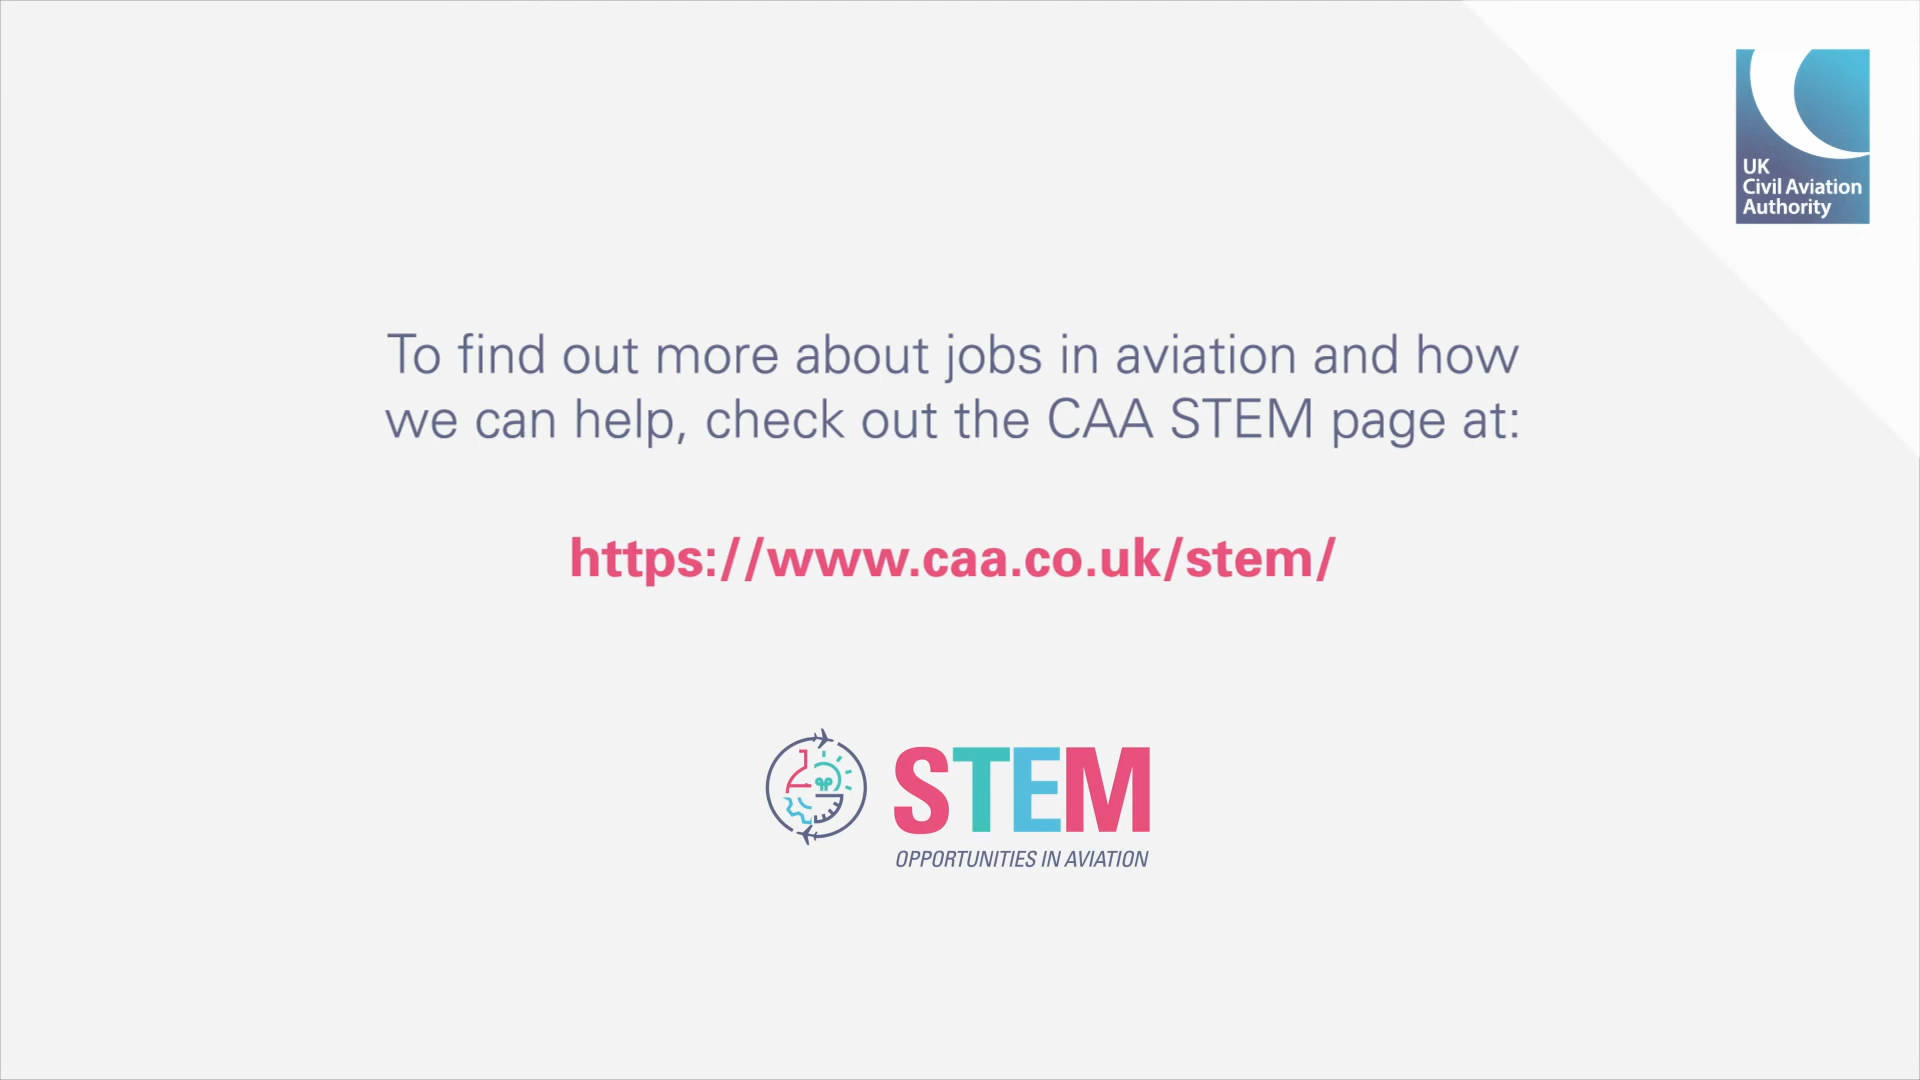 UK
Civil Aviation
Authority
To find out more about jobs in aviation and how
we can help, check out the CAA STEM page at:
https://www.caa.co.uk/stem/
STEM
OPPORTUNITIES IN AVIATION